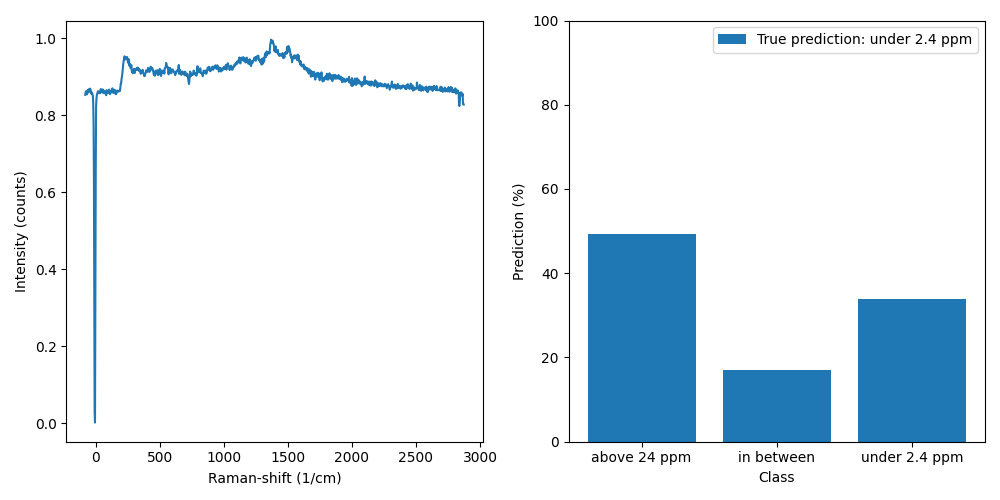 1.0
0.8
0.6
0.4
0.2
0.0
Intensity (counts)
0 500 1000 1500 2000 2500 3000
Raman-shift (1/cm)
100
80
60
40
20
0
Prediction (%)
True prediction: under 2.4 ppm
above 24 ppm in between under 2.4 ppm
Class